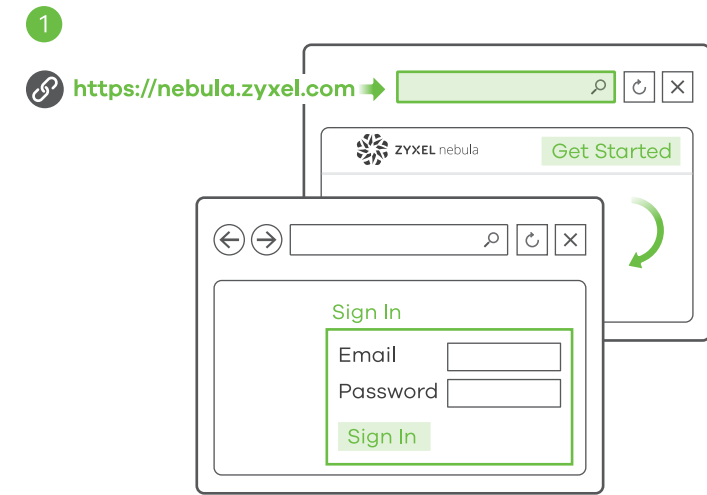 1
https://nebula.zyxel.com
ZYXEL nebula
Get Started
Sign In
Email
Password
Sign In